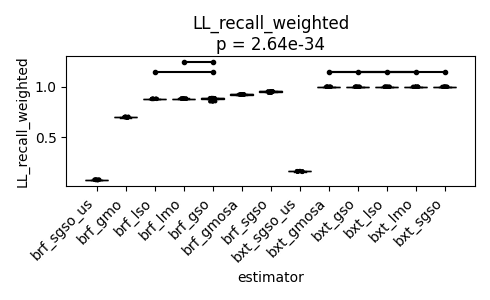 LL_recall_weighted
p = 2.64e-34
LL_recall_weighted
1.0
0.5
brf_sgso_us
brf_gmo
brf_lso
brf_lmo
brf_gso
brf_gmosa
brf_sgso
bxt_sgso_us
bxt_gmosa
bxt_gso
bxt_lso
bxt_lmo
bxt_sgso
estimator